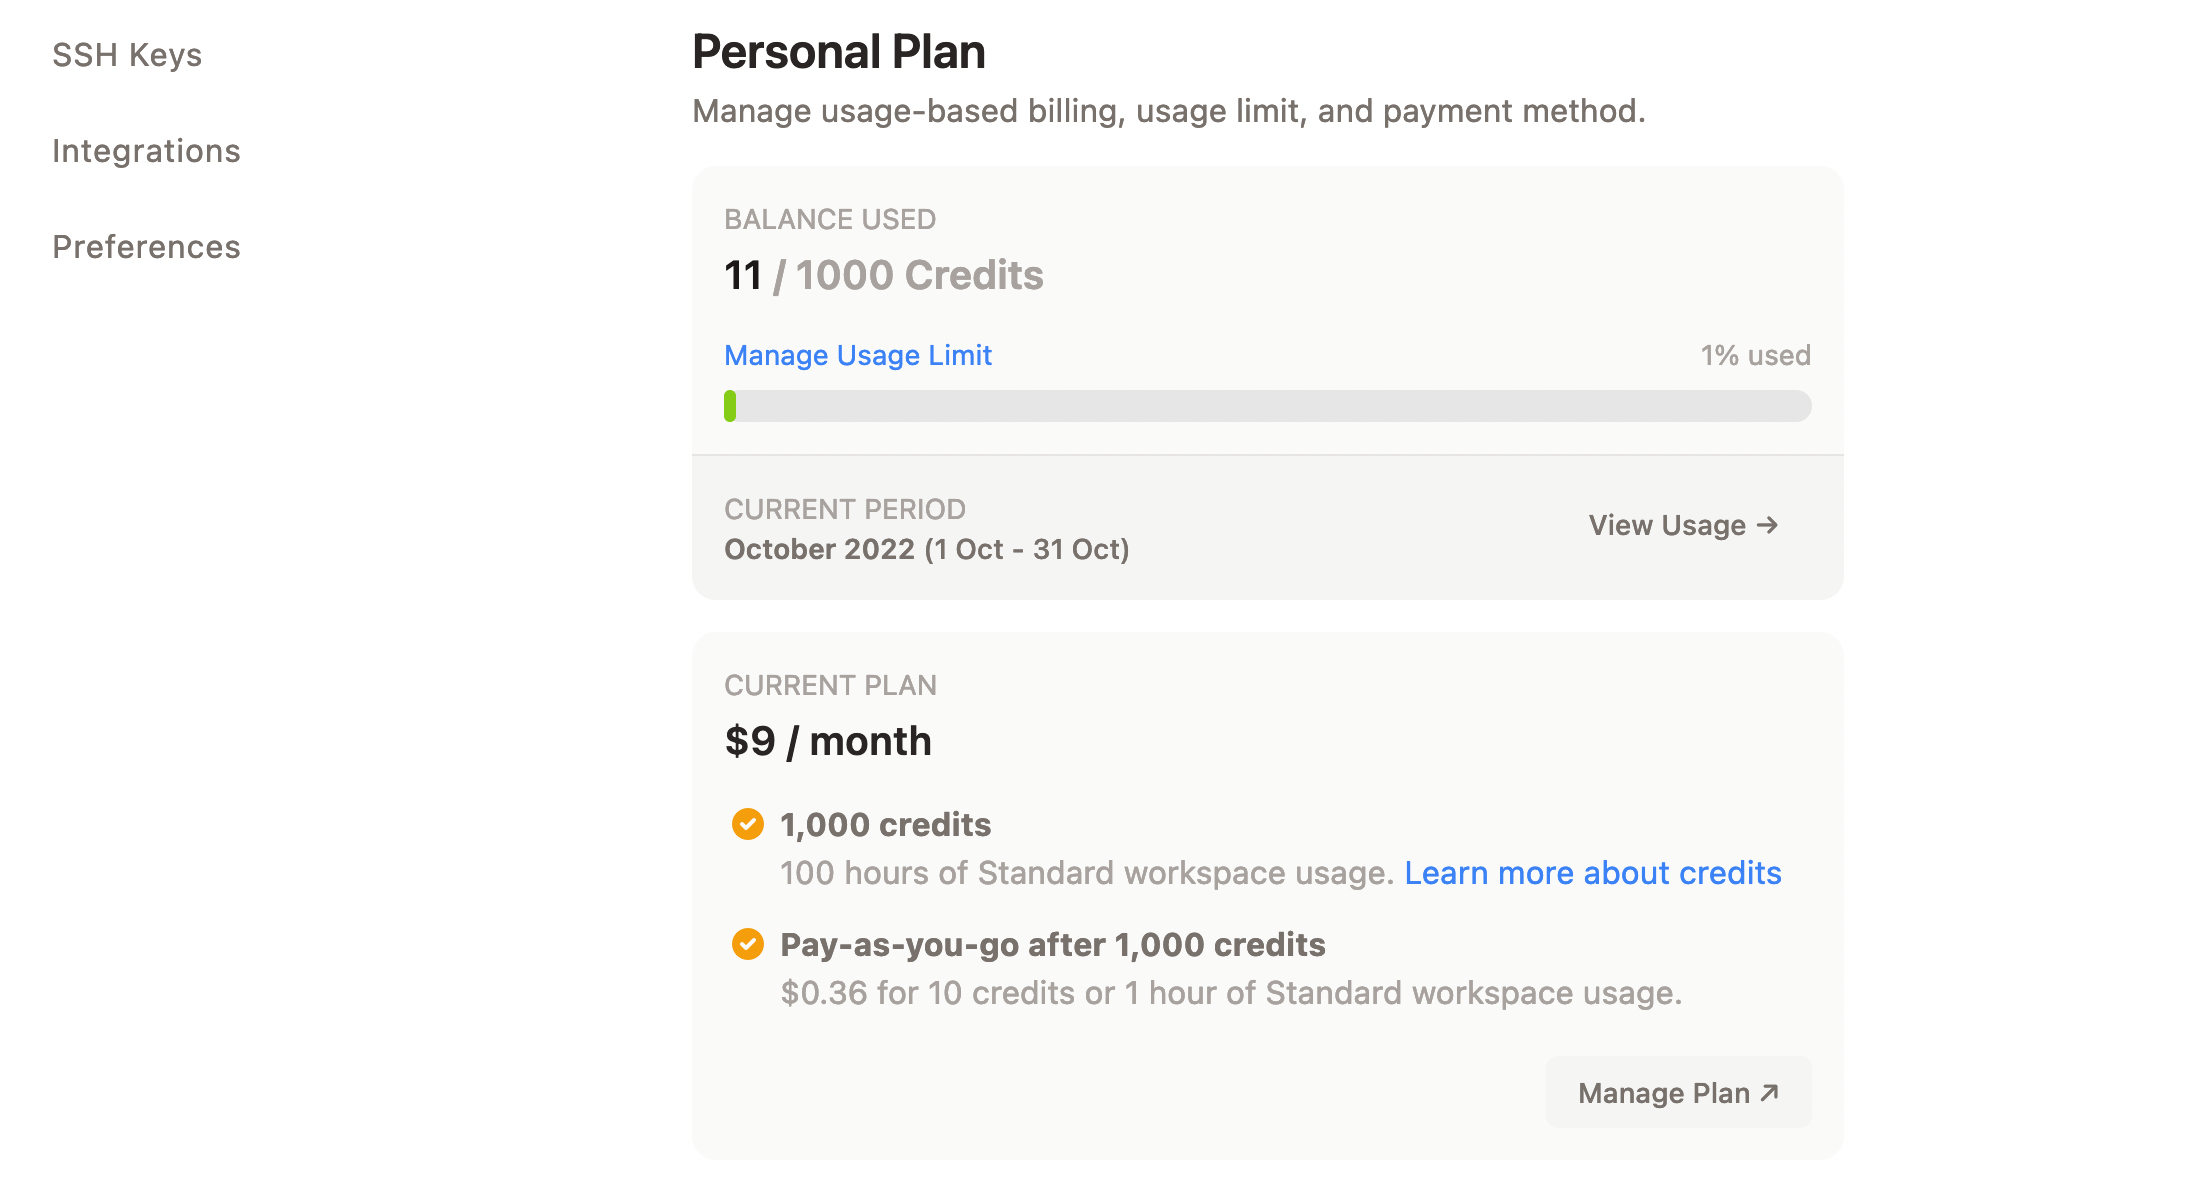 SSH Keys
Integrations
Preferences
Personal Plan
Manage usage-based billing, usage limit, and payment method.
BALANCE USED
11 / 1000 Credits
Manage Usage Limit
1% used
CURRENT PERIOD
October 2022 (1 Oct - 31 Oct)
View Usage →
CURRENT PLAN
$9 / month
1,000 credits
100 hours of Standard workspace usage. Learn more about credits
Pay-as-you-go after 1,000 credits
$0.36 for 10 credits or 1 hour of Standard workspace usage.
Manage Plan ↗